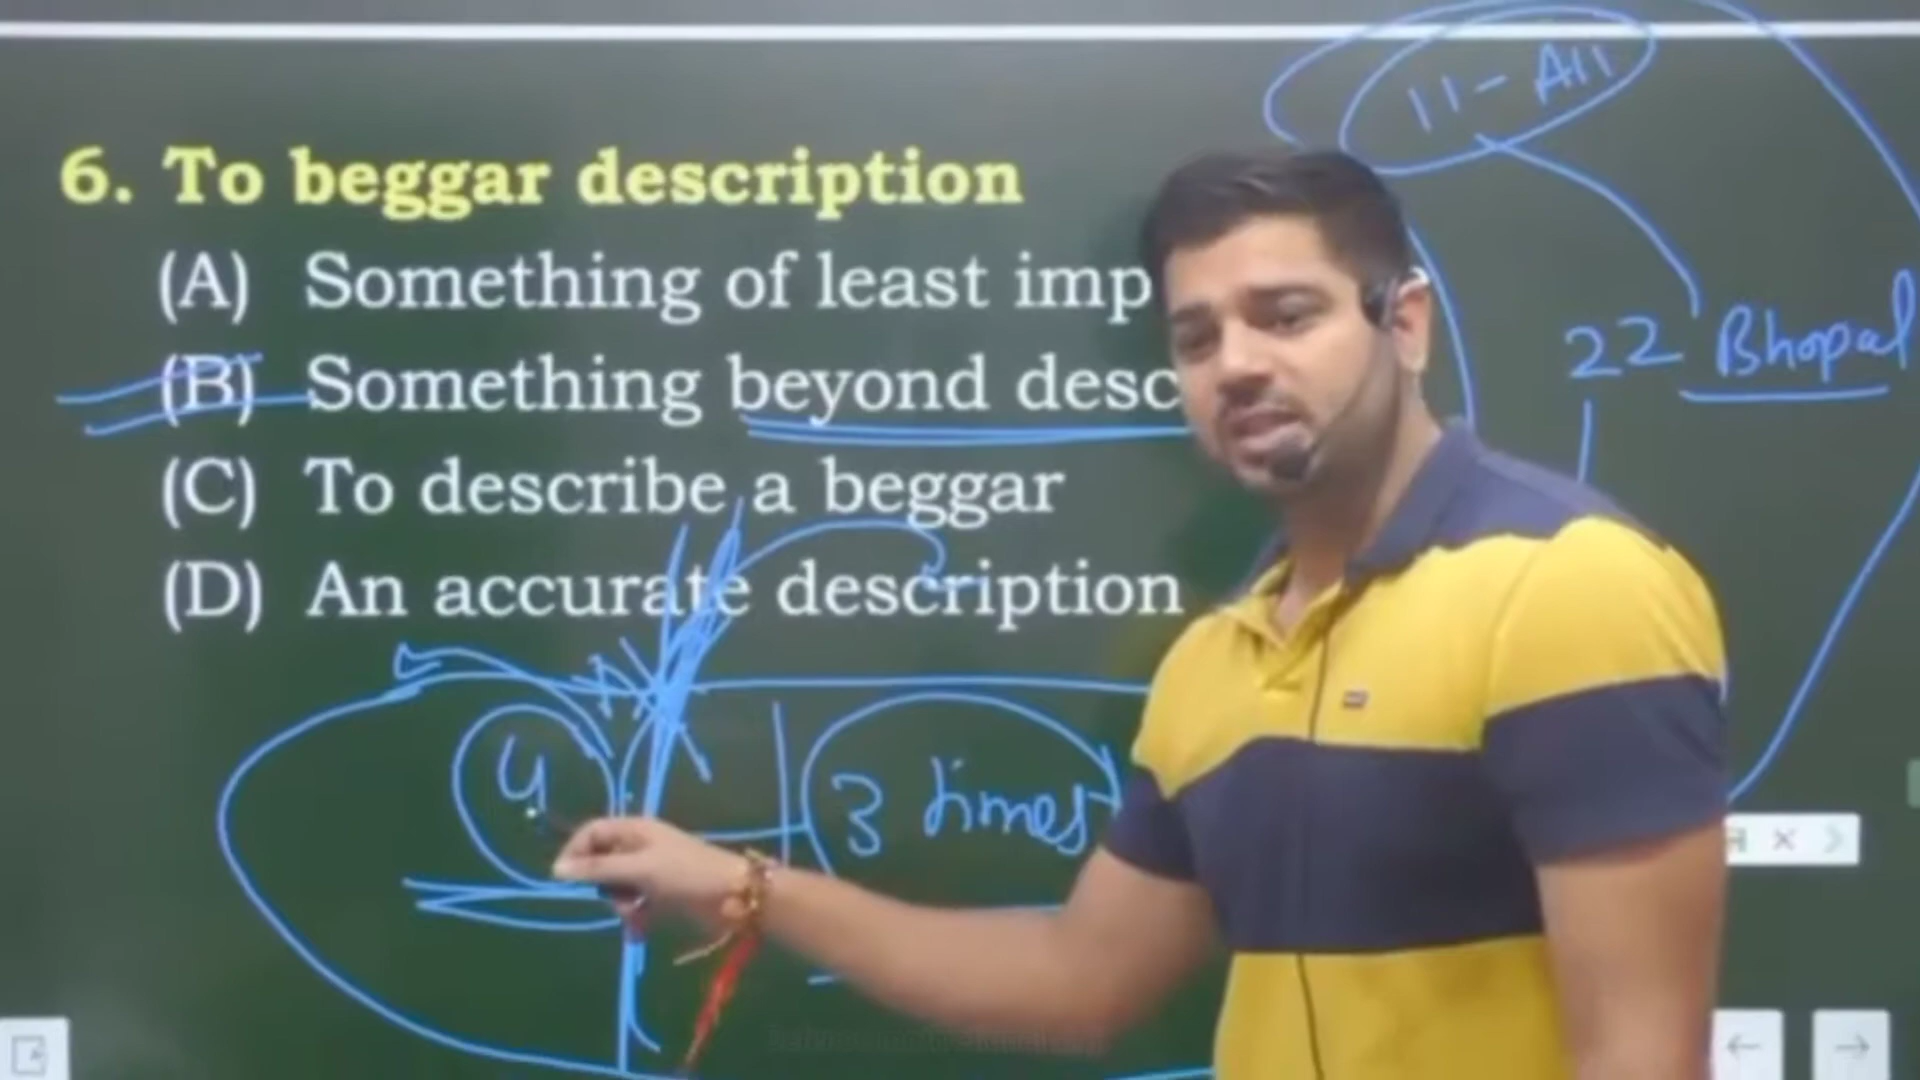 11 - All
6. To beggar description
(A) Something of least imp
22 Bhopal
(B) Something beyond desc
(C) To describe a beggar
(D) An accurate description
4
3 times